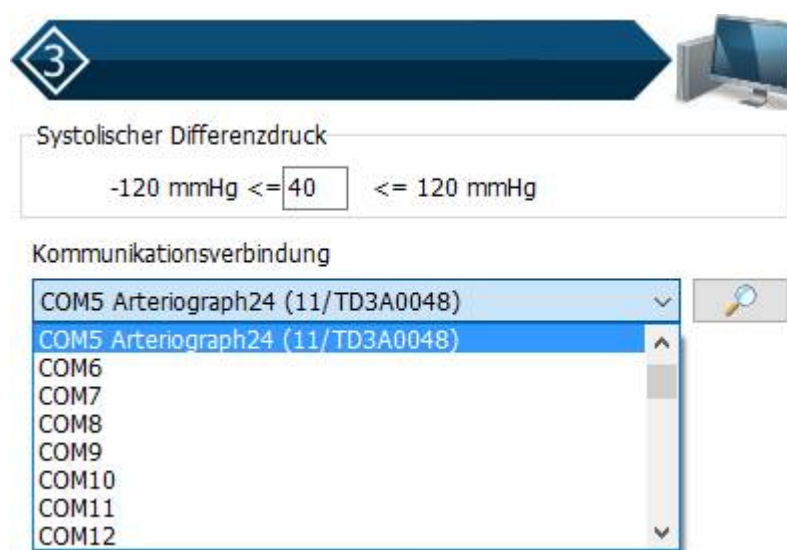 3
Systolischer Differenzdruck
-120 mmHg <= 40 <= 120 mmHg
Kommunikationsverbindung
COM5 Arteriograph24 (11/TD3A0048)
COM5 Arteriograph24 (11/TD3A0048)
COM6
COM7
COM8
COM9
COM10
COM11
COM12